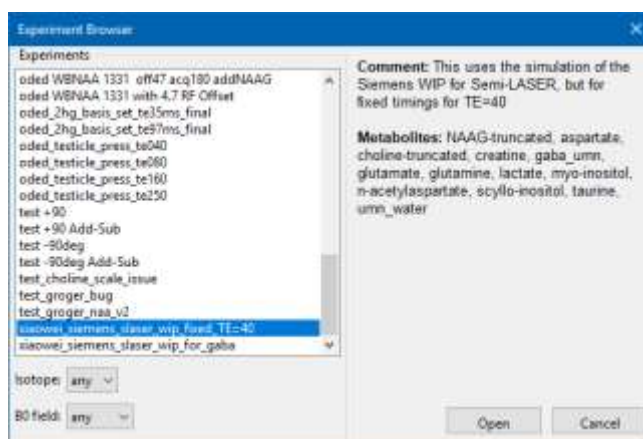 Experiment Browser
Experiments
oded WBNAA 1331 off47 acq180 addNAAG
oded WBNAA 1331 with 4.7 RF Offset
oded_2hg_basis_set_te35ms_final
oded_2hg_basis_set_te97ms_final
oded_testicle_press_te040
oded_testicle_press_te080
oded_testicle_press_te160
oded_testicle_press_te250
test +90
test +90 Add-Sub
test -90deg
test -90deg Add-Sub
test_choline_scale_issue
test_groger_bug
test_groger_naa_v2
xiaowei_siemens_slaser_wip_fixed_TE=40
xiaowei_siemens_slaser_wip_for_gaba
Isotope: any
B0 field: any
Comment: This uses the simulation of the
Siemens WIP for Semi-LASER, but for
fixed timings for TE=40
Metabolites: NAAG-truncated, aspartate,
choline-truncated, creatine, gaba_umn,
glutamate, glutamine, lactate, myo-inositol,
n-acetylaspartate, scyllo-inositol, taurine,
umn_water
Open
Cancel